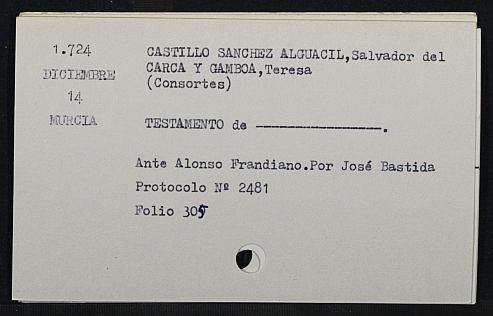 1.724
DICIEMBRE
14
MURCIA
CASTILLO SANCHEZ ALGUACIL,Salvador del
CARCA Y GAMBOA,Teresa
(Consortes)
TESTAMENTO de ————————.
Ante Alonso Frandiano.Por José Bastida
Protocolo Nº 2481
Folio 305